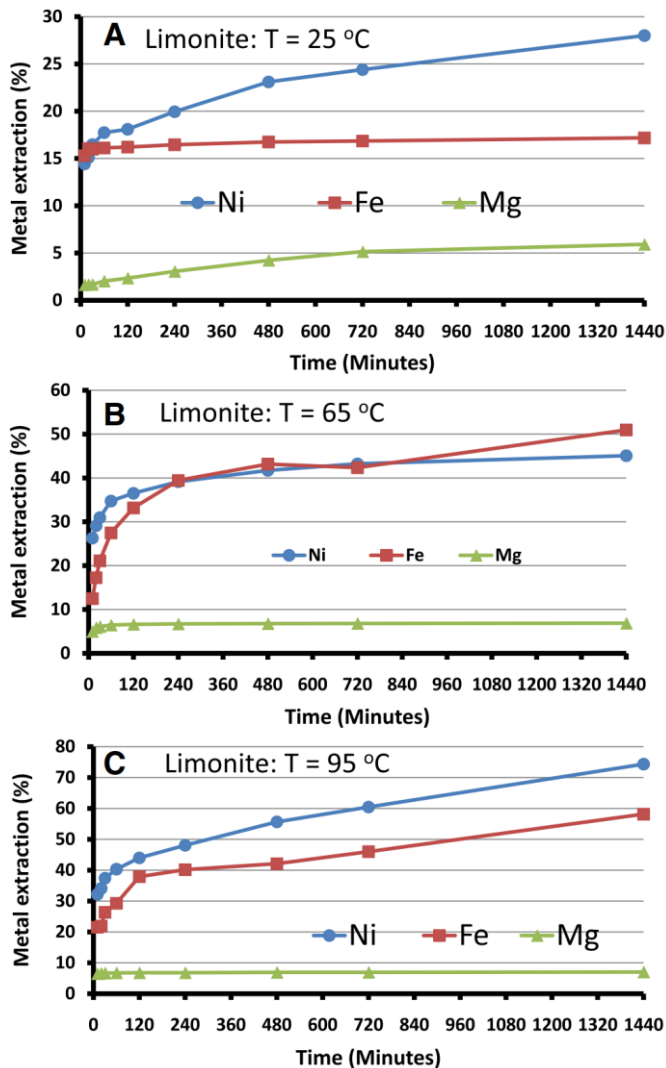 A Limonite: T = 25 °C
Metal extraction (%)
30
25
20
15
10
5
0
Ni Fe Mg
0 120 240 360 480 600 720 840 960 1080 1200 1320 1440
Time (Minutes)
B Limonite: T = 65 °C
Metal extraction (%)
60
50
40
30
20
10
0
Ni Fe Mg
0 120 240 360 480 600 720 840 960 1080 1200 1320 1440
Time (Minutes)
C Limonite: T = 95 °C
Metal extraction (%)
80
70
60
50
40
30
20
10
0
Ni Fe Mg
0 120 240 360 480 600 720 840 960 1080 1200 1320 1440
Time (Minutes)